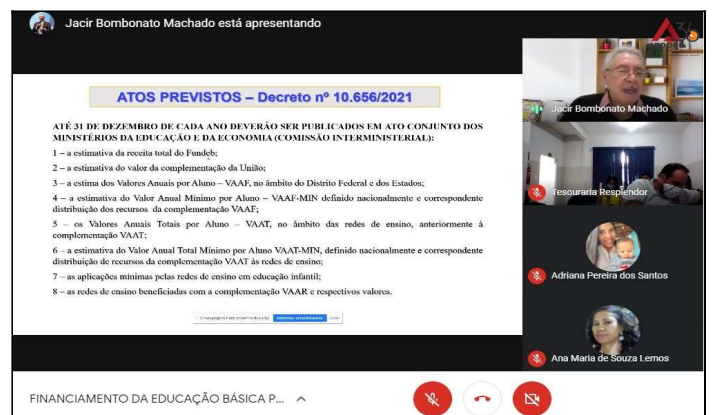 Jacir Bombonato Machado está apresentando
ATOS PREVISTOS – Decreto nº 10.656/2021
ATÉ 31 DE DEZEMBRO DE CADA ANO DEVERÃO SER PUBLICADOS EM ATO CONJUNTO DOS
MINISTÉRIOS DA EDUCAÇÃO E DA ECONOMIA (COMISSÃO INTERMINISTERIAL):
1 – a estimativa da receita total do Fundeb;
2 – a estimativa do valor da complementação da União;
3 – a estima dos Valores Anuais por Aluno – VAAF, no âmbito do Distrito Federal e dos Estados;
4 – a estimativa do Valor Anual Mínimo por Aluno – VAAF-MIN definido nacionalmente e correspondente
distribuição dos recursos da complementação VAAF;
5 – os Valores Anuais Totais por Aluno – VAAT, no âmbito das redes de ensino, anteriormente à
complementação VAAT;
6 – a estimativa do Valor Anual Total Mínimo por Aluno VAAT-MIN, definido nacionalmente e correspondente
distribuição de recursos da complementação VAAT às redes de ensino;
7 – as aplicações mínimas pelas redes de ensino em educação infantil;
8 – as redes de ensino beneficiadas com a complementação VAAR e respectivos valores.
Jacir Bombonato Machado
Tesouraria Resplendor
Adriana Pereira dos Santos
Ana Maria de Souza Lemos
FINANCIAMENTO DA EDUCAÇÃO BÁSICA P...